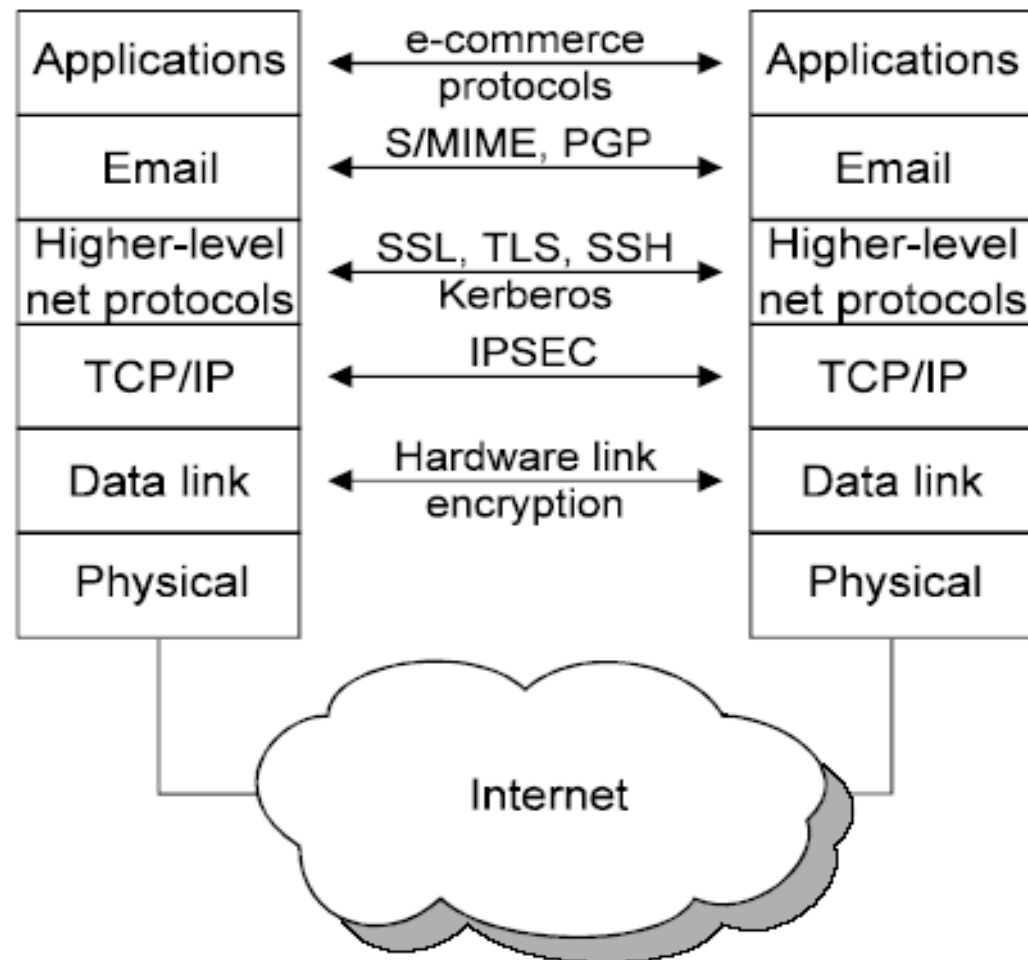 Applications
e-commerce
protocols
Applications
Email
S/MIME, PGP
Email
Higher-level
net protocols
SSL, TLS, SSH
Kerberos
Higher-level
net protocols
TCP/IP
IPSEC
TCP/IP
Data link
Hardware link
encryption
Data link
Physical
Physical
Internet